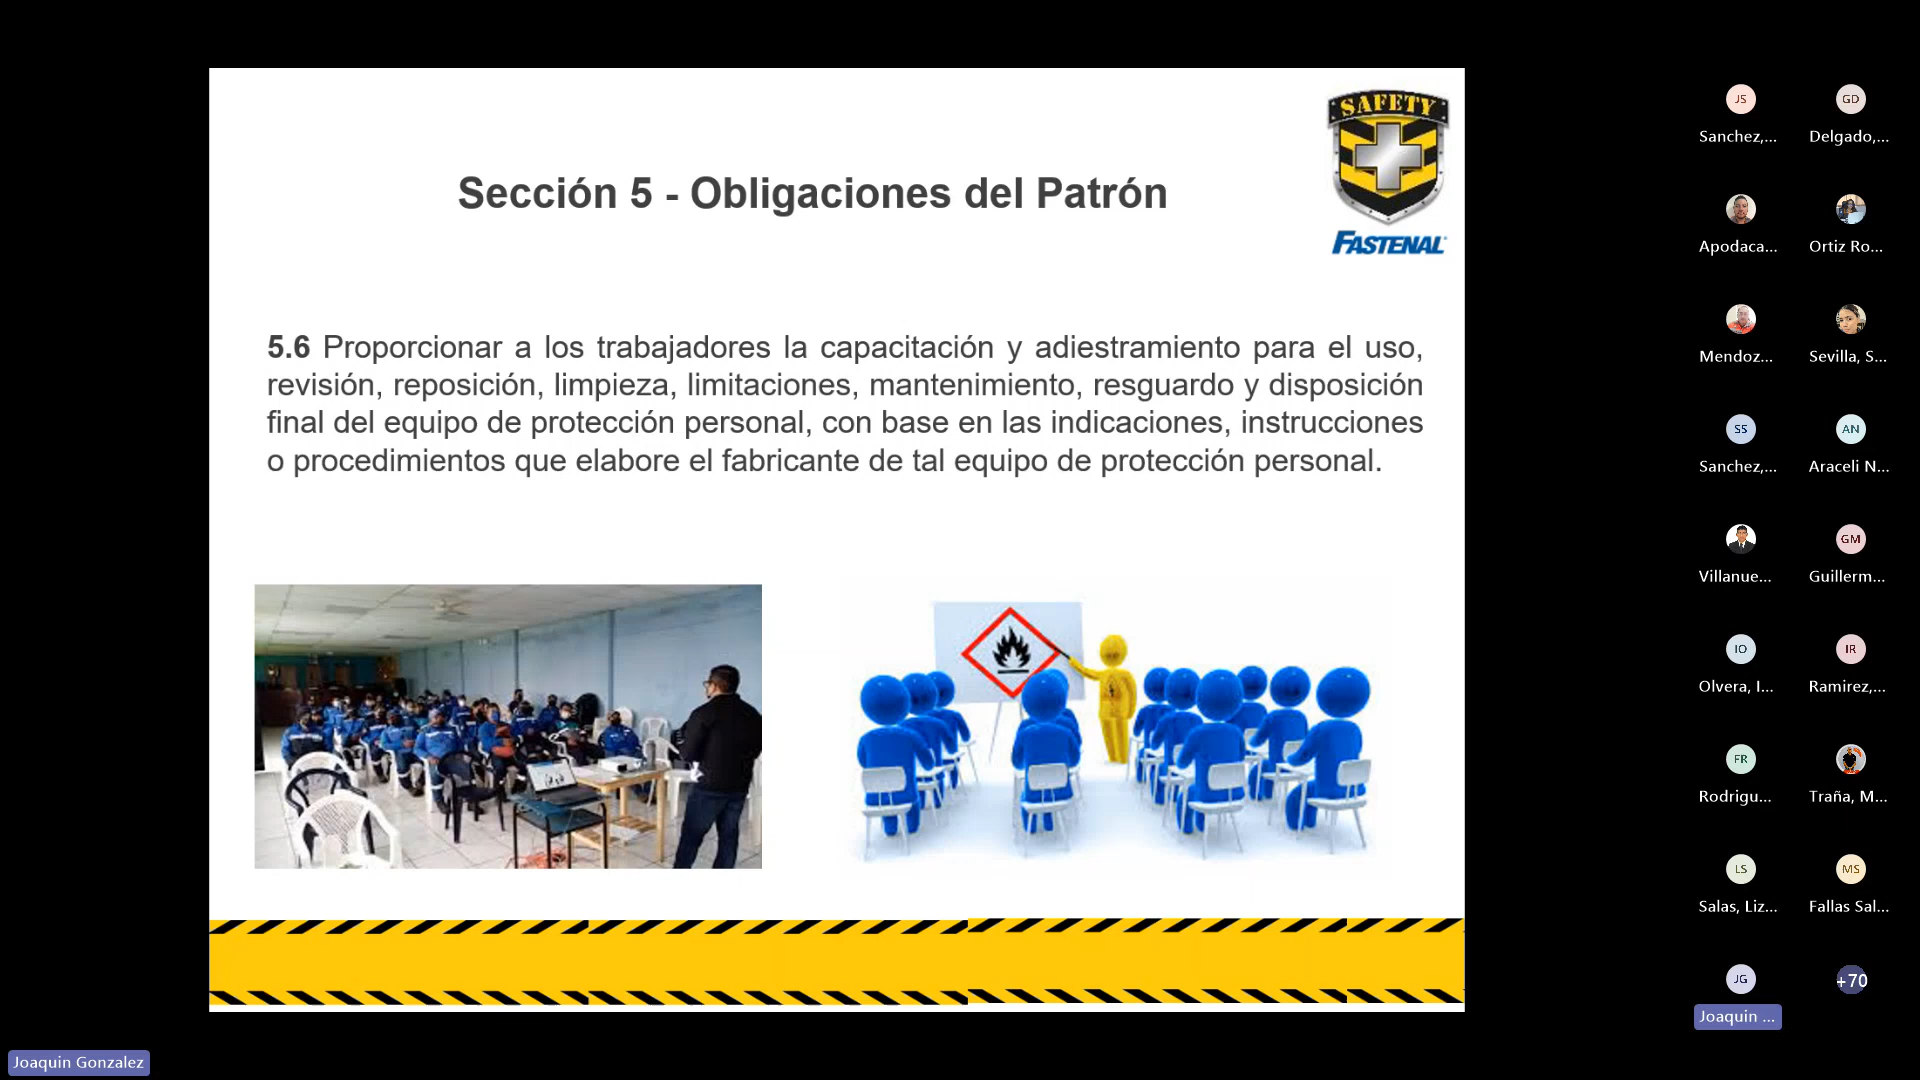 SAFETY
FASTENAL
Sección 5 - Obligaciones del Patrón
5.6 Proporcionar a los trabajadores la capacitación y adiestramiento para el uso,
revisión, reposición, limpieza, limitaciones, mantenimiento, resguardo y disposición
final del equipo de protección personal, con base en las indicaciones, instrucciones
o procedimientos que elabore el fabricante de tal equipo de protección personal.
JS
GD
Sanchez,...
Delgado,...
Apodaca...
Ortiz Ro...
Mendoz...
Sevilla, S...
SS
AN
Sanchez,...
Araceli N...
GM
Villanue...
Guillerm...
IO
IR
Olvera, I...
Ramirez,...
FR
Rodrigu...
Traña, M...
LS
MS
Salas, Liz...
Fallas Sal...
JG
+70
Joaquin ...
Joaquin Gonzalez